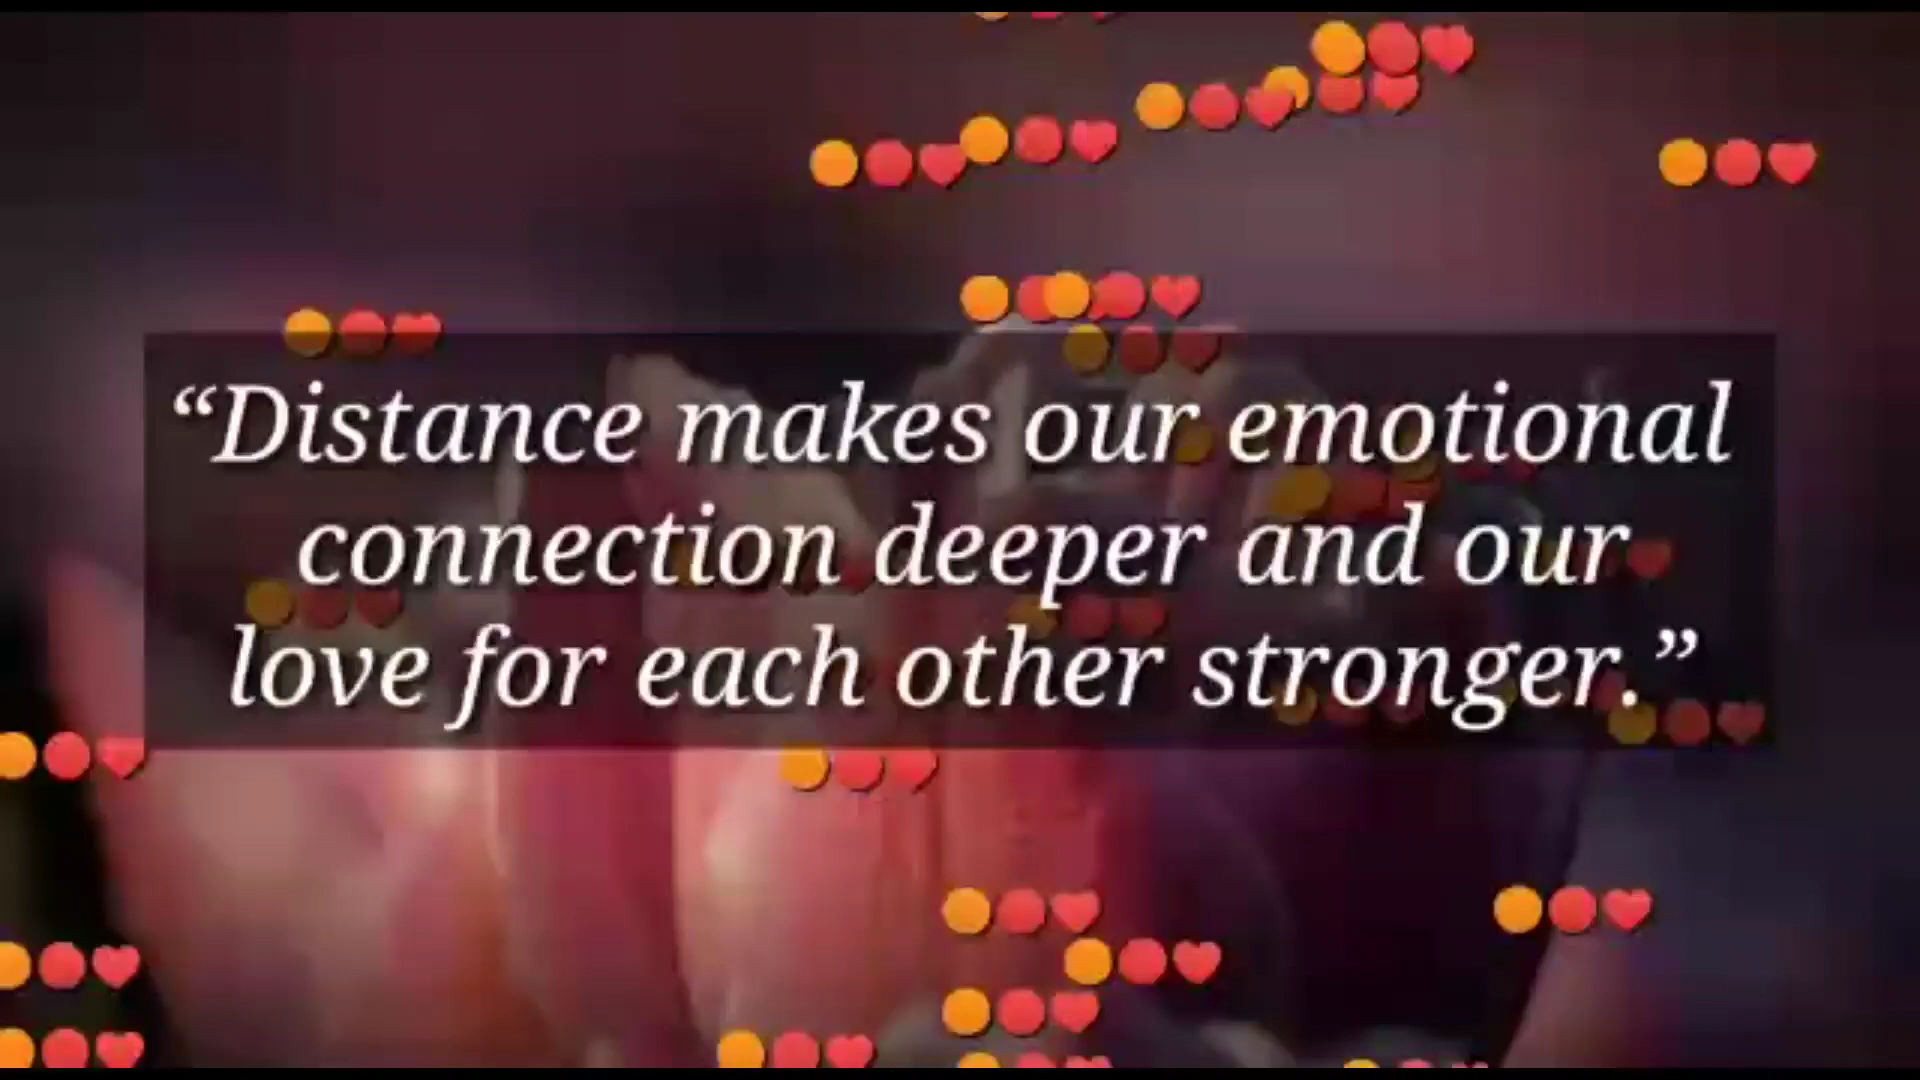 “Distance makes our emotional
connection deeper and our
love for each other stronger.”